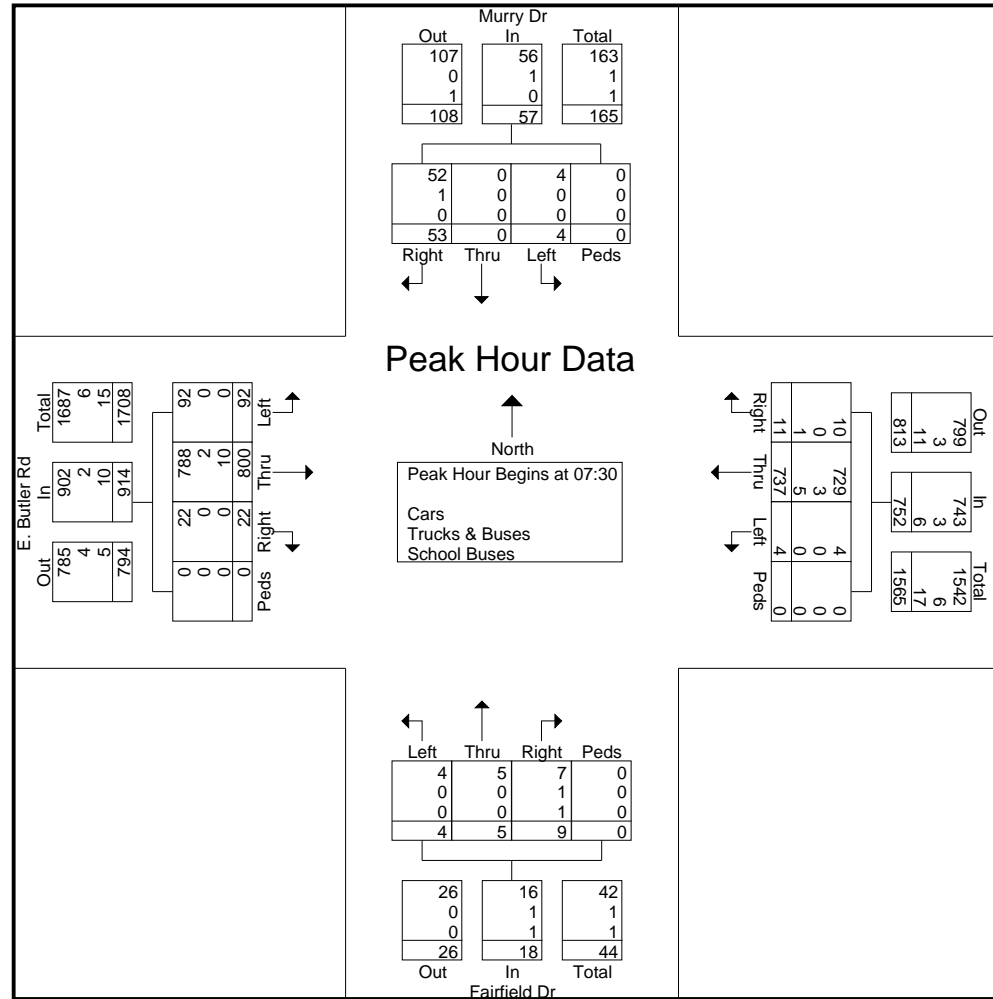 Murry Dr
Out In Total
107 56 163
0 1 1
1 0 1
108 57 165
52 0 4 0
1 0 0 0
0 0 0 0
53 0 4 0
Right Thru Left Peds
Peak Hour Data
North
Peak Hour Begins at 07:30
Cars
Trucks & Buses
School Buses
E. Butler Rd
Out In Total
785 902 1687
4 2 6
5 10 15
794 914 1708
0 22 788 92
0 0 2 0
0 0 10 0
0 22 800 92
Peds Right Thru Left
Out In Total
799 743 1542
3 3 6
11 6 17
813 752 1565
10 729 4 0
0 3 0 0
1 5 0 0
11 737 4 0
Right Thru Left Peds
Left Thru Right Peds
4 5 7 0
0 0 1 0
0 0 1 0
4 5 9 0
26 16 42
0 1 1
0 1 1
26 18 44
Out In Total
Fairfield Dr